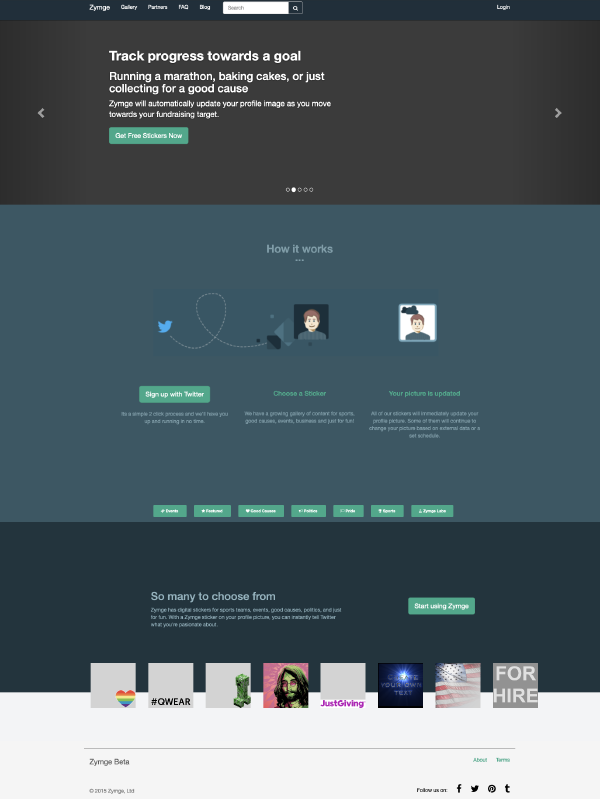 Zymge Gallery Partners FAQ Blog Search Login
Track progress towards a goal
Running a marathon, baking cakes, or just
collecting for a good cause
Zymge will automatically update your profile image as you move
towards your fundraising target.
Get Free Stickers Now
How it works
Sign up with Twitter
Choose a Sticker
Your picture is updated
Its a simple 2 click process and we'll have you
up and running in no time.
We have a growing gallery of content for sports,
good causes, events, business and just for fun!
All of our stickers will immediately update your
profile picture. Some of them will continue to
change your picture based on external data or a
set schedule.
Events Featured Good Causes Politics Pride Sports Zymge Labs
So many to choose from
Zymge has digital stickers for sports teams, events, good causes, politics, and just
for fun. With a Zymge sticker on your profile picture, you can instantly tell Twitter
what you're pasionate about.
Start using Zymge
#QWEAR
JustGiving
YOUR OWN
TEXT
FOR
HIRE
Zymge Beta
About Terms
© 2015 Zymge, Ltd
Follow us on: